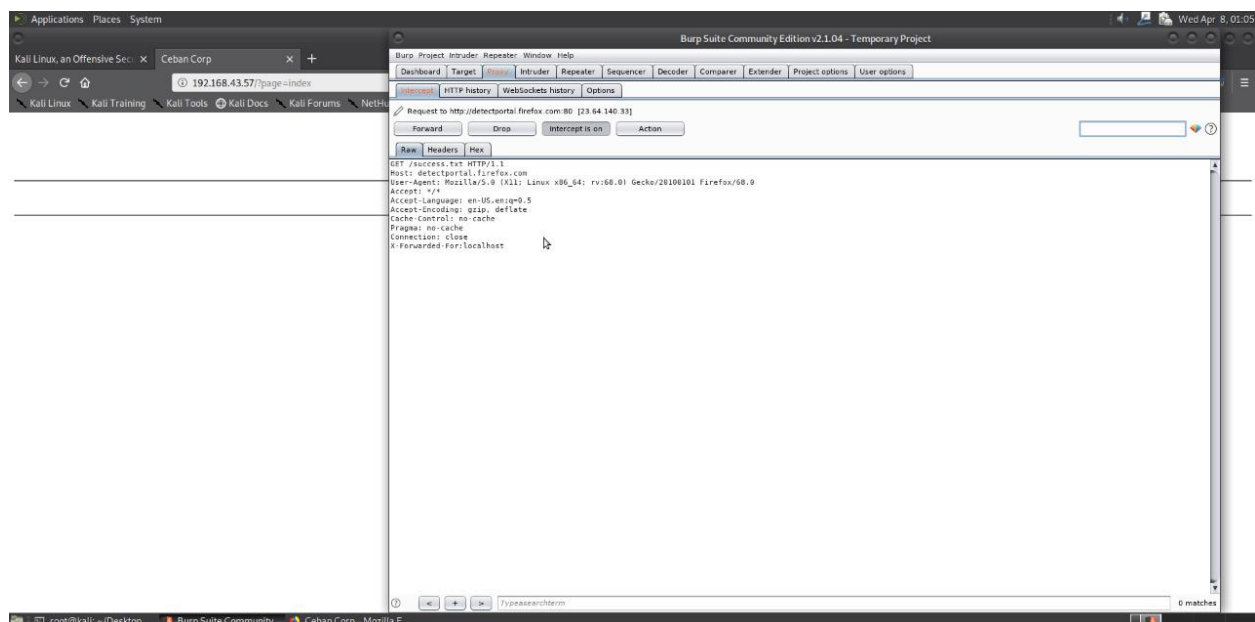 Applications Places System
Wed Apr 8, 01:05
Burp Suite Community Edition v2.1.04 - Temporary Project
Kali Linux, an Offensive Sec
Ceban Corp
192.168.43.57/?page=index
Kali Linux Kali Training Kali Tools Kali Docs Kali Forums NetHu
Burp Project Intruder Repeater Window Help
Dashboard Target Proxy Intruder Repeater Sequencer Decoder Comparer Extender Project options User options
Intercept HTTP history WebSockets history Options
Request to http://detectportal.firefox.com:80 [23.64.140.33]
Forward Drop Intercept is on Action
Raw Headers Hex
GET /success.txt HTTP/1.1
Host: detectportal.firefox.com
User-Agent: Mozilla/5.0 (X11; Linux x86_64; rv:68.0) Gecko/20100101 Firefox/68.0
Accept: */*
Accept-Language: en-US,en;q=0.5
Accept-Encoding: gzip, deflate
Cache-Control: no-cache
Pragma: no-cache
Connection: close
X-Forwarded-For:localhost
Typeasearchterm
0 matches
root@kali: ~/Desktop
Burp Suite Community
Ceban Corp - Mozilla F